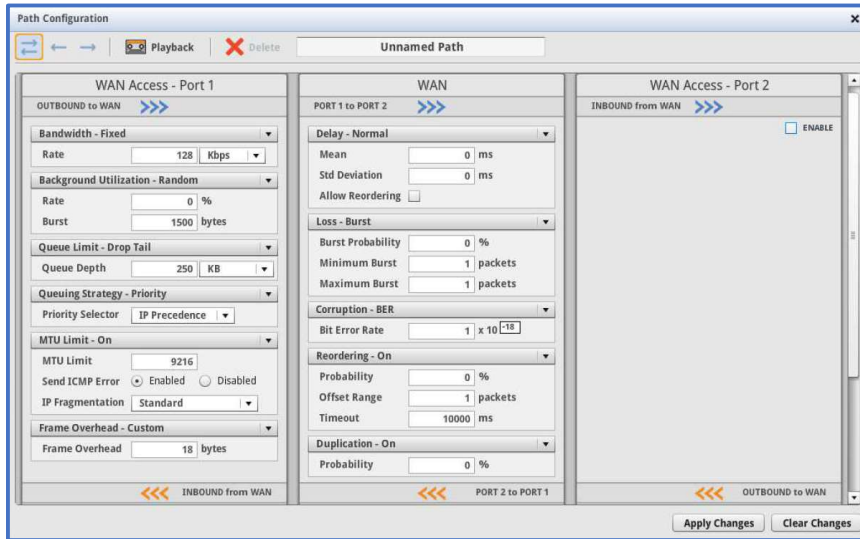 Path Configuration
Playback
Delete
Unnamed Path
WAN Access - Port 1
OUTBOUND to WAN
Bandwidth - Fixed
Rate 128 Kbps
Background Utilization - Random
Rate 0 %
Burst 1500 bytes
Queue Limit - Drop Tail
Queue Depth 250 KB
Queuing Strategy - Priority
Priority Selector IP Precedence
MTU Limit - On
MTU Limit 9216
Send ICMP Error Enabled Disabled
IP Fragmentation Standard
Frame Overhead - Custom
Frame Overhead 18 bytes
INBOUND from WAN
WAN
PORT 1 to PORT 2
Delay - Normal
Mean 0 ms
Std Deviation 0 ms
Allow Reordering
Loss - Burst
Burst Probability 0 %
Minimum Burst 1 packets
Maximum Burst 1 packets
Corruption - BER
Bit Error Rate 1 x 10 -18
Reordering - On
Probability 0 %
Offset Range 1 packets
Timeout 10000 ms
Duplication - On
Probability 0 %
PORT 2 to PORT 1
WAN Access - Port 2
INBOUND from WAN
ENABLE
OUTBOUND to WAN
Apply Changes
Clear Changes